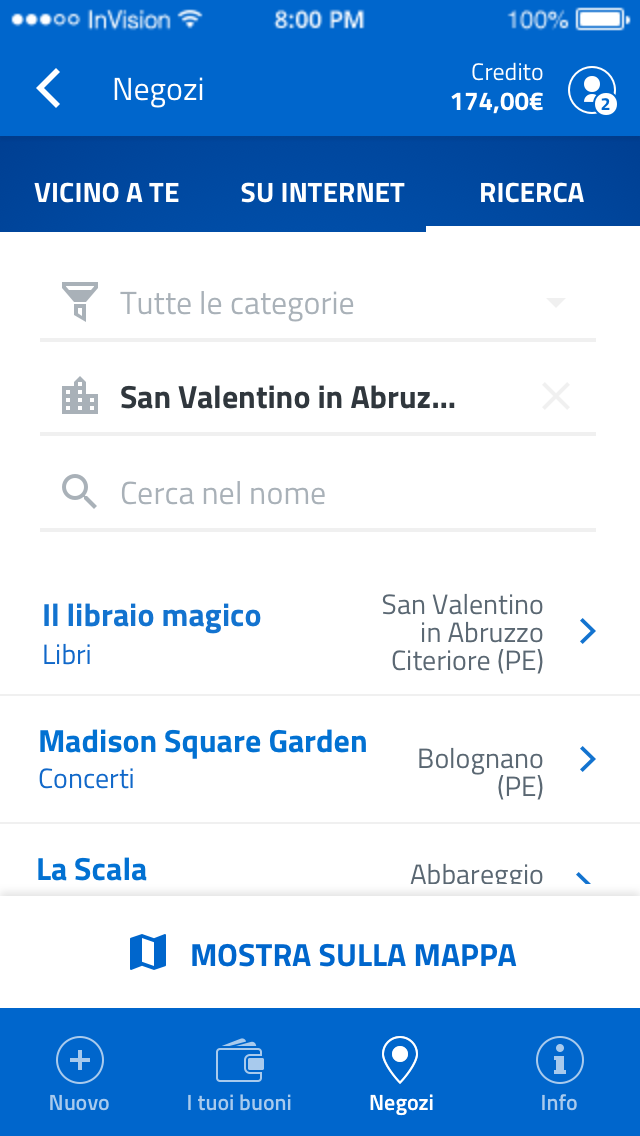 InVision 8:00 PM 100%
Negozi
Credito
174,00€
2
VICINO A TE SU INTERNET RICERCA
Tutte le categorie
San Valentino in Abruz...
Cerca nel nome
Il libraio magico
Libri
San Valentino
in Abruzzo
Citeriore (PE)
Madison Square Garden
Concerti
Bolognano
(PE)
La Scala
Abbareggio
MOSTRA SULLA MAPPA
Nuovo I tuoi buoni Negozi Info